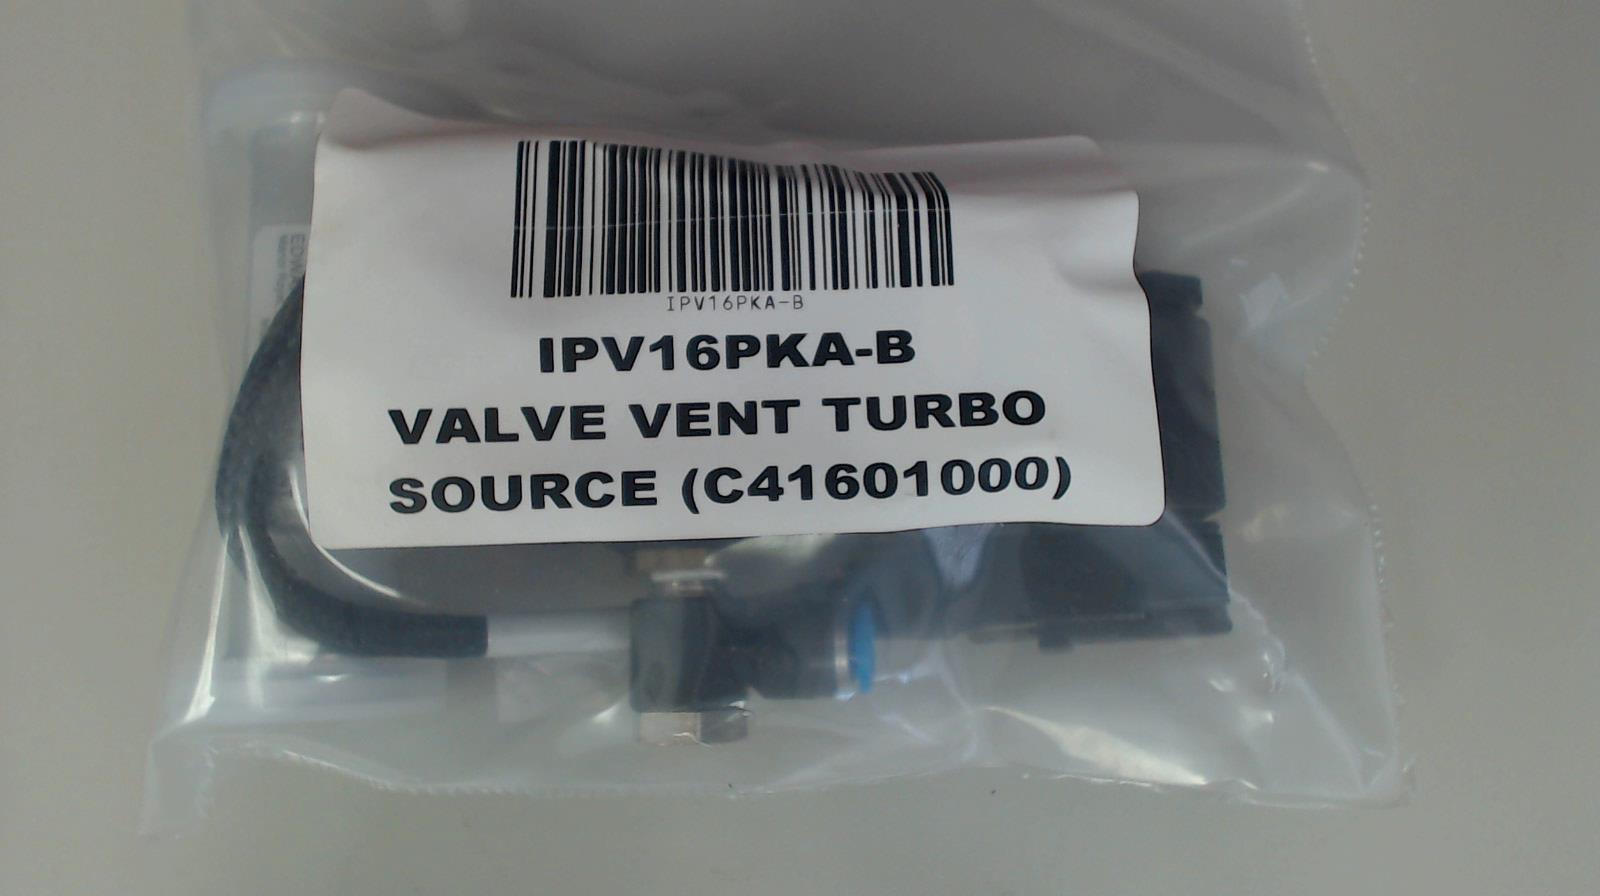 IPV16PKA-B
IPV16PKA-B
VALVE VENT TURBO
SOURCE (C41601000)